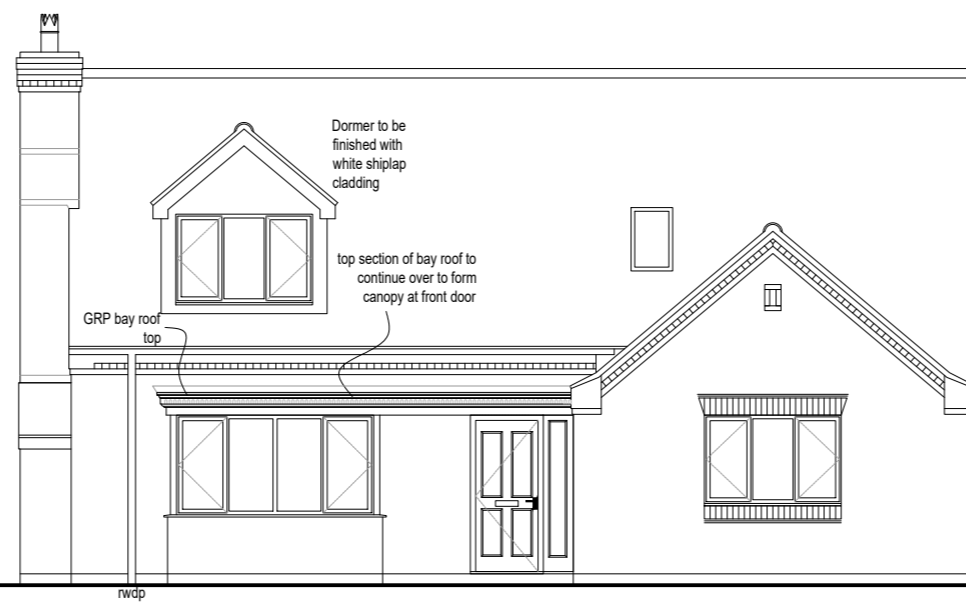 Dormer to be
finished with
white shiplap
cladding
top section of bay roof to
continue over to form
canopy at front door
GRP bay roof
top
rwdp